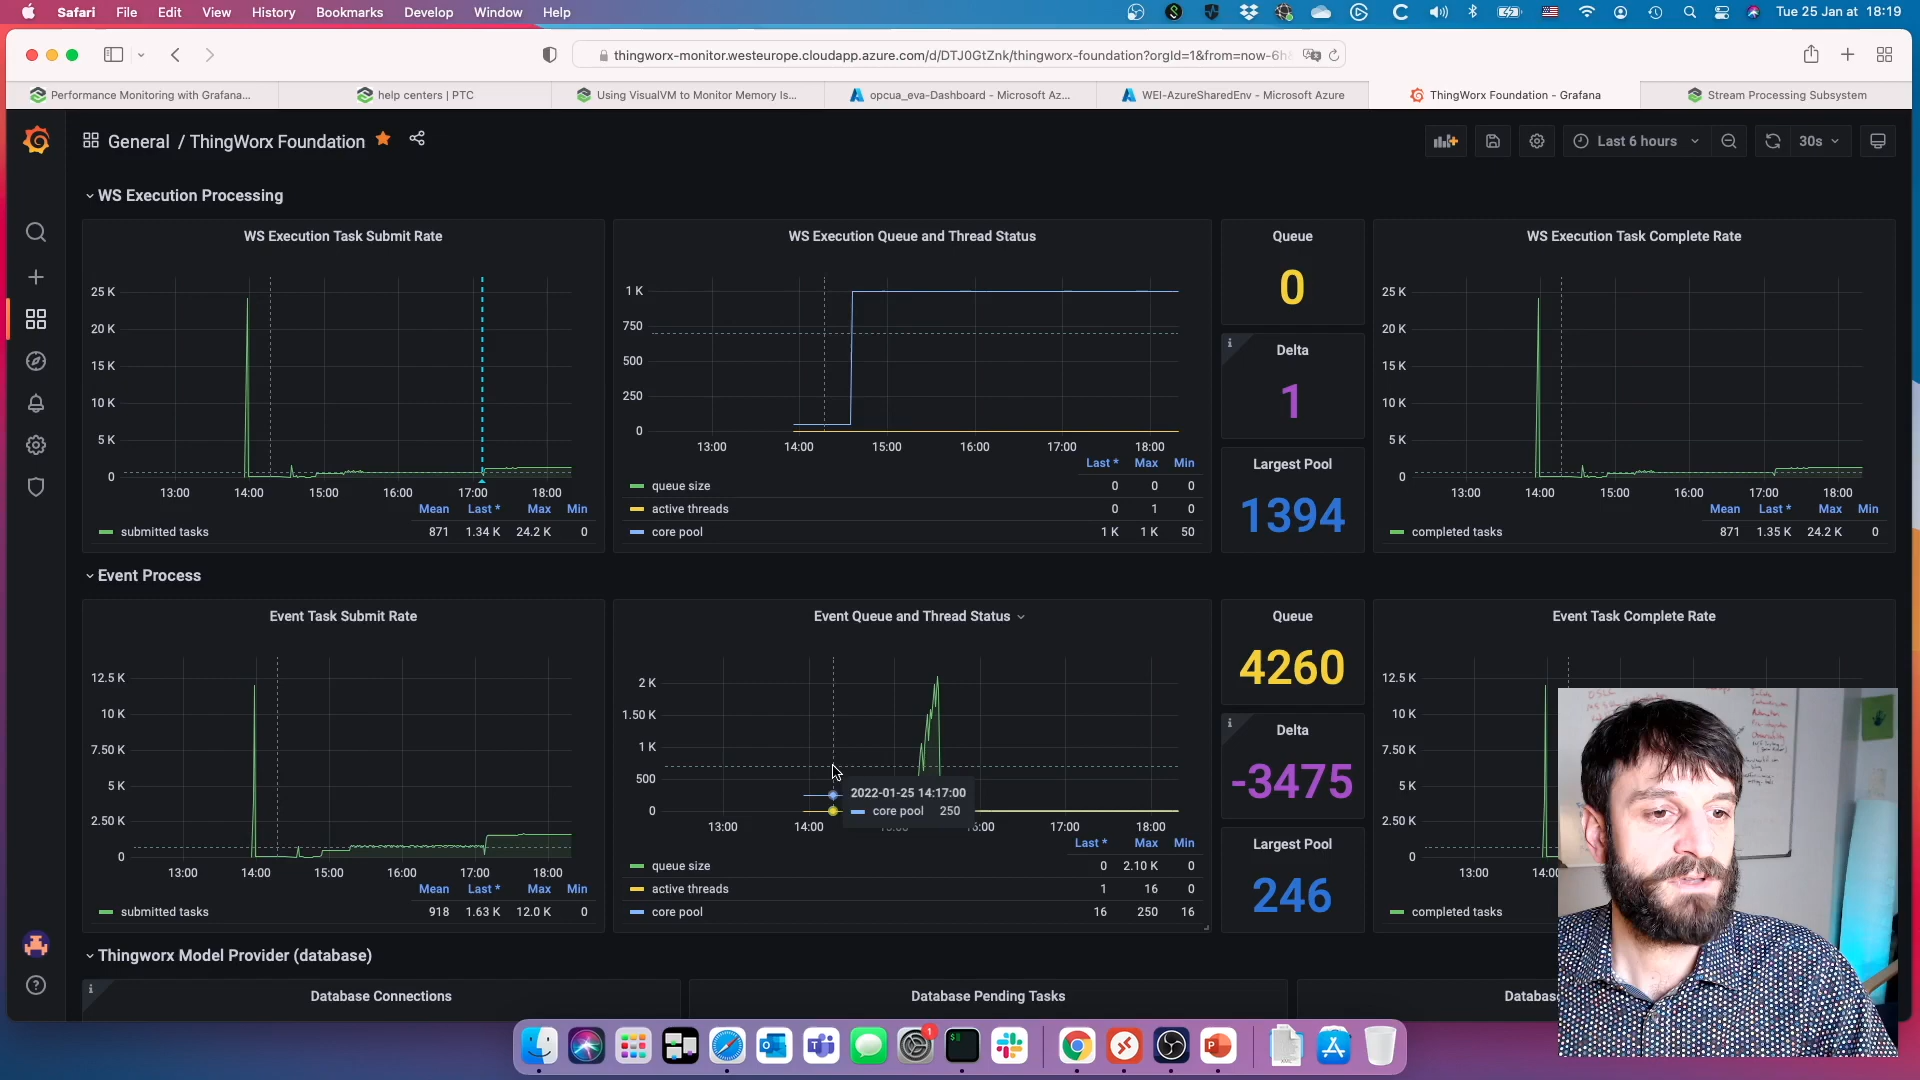 Safari File Edit View History Bookmarks Develop Window Help
Tue 25 Jan at 18:19
thingworx-monitor.westeurope.cloudapp.azure.com/d/DTJ0GtZnk/thingworx-foundation?orgId=1&from=now-6h&
Performance Monitoring with Grafana...
help centers | PTC
Using VisualVM to Monitor Memory Is...
opcua_eva-Dashboard - Microsoft Az...
WEI-AzureSharedEnv - Microsoft Azure
ThingWorx Foundation - Grafana
Stream Processing Subsystem
General / ThingWorx Foundation
Last 6 hours
30s
WS Execution Processing
WS Execution Task Submit Rate
25 K
20 K
15 K
10 K
5 K
0
13:00 14:00 15:00 16:00 17:00 18:00
Mean Last * Max Min
submitted tasks 871 1.34 K 24.2 K 0
WS Execution Queue and Thread Status
1 K
750
500
250
0
13:00 14:00 15:00 16:00 17:00 18:00
Last * Max Min
queue size 0 0 0
active threads 0 1 0
core pool 1 K 1 K 50
Queue
0
Delta
1
Largest Pool
1394
WS Execution Task Complete Rate
25 K
20 K
15 K
10 K
5 K
0
13:00 14:00 15:00 16:00 17:00 18:00
Mean Last * Max Min
completed tasks 871 1.35 K 24.2 K 0
Event Process
Event Task Submit Rate
12.5 K
10 K
7.50 K
5 K
2.50 K
0
13:00 14:00 15:00 16:00 17:00 18:00
Mean Last * Max Min
submitted tasks 918 1.63 K 12.0 K 0
Event Queue and Thread Status
2 K
1.50 K
1 K
500
0
2022-01-25 14:17:00
core pool 250
13:00 14:00 15:00 16:00 17:00 18:00
Last * Max Min
queue size 0 2.10 K 0
active threads 1 16 0
core pool 16 250 16
Queue
4260
Delta
-3475
Largest Pool
246
Event Task Complete Rate
12.5 K
10 K
7.50 K
5 K
2.50 K
0
13:00 14:0
completed tasks
Thingworx Model Provider (database)
Database Connections
Database Pending Tasks
Databas
1